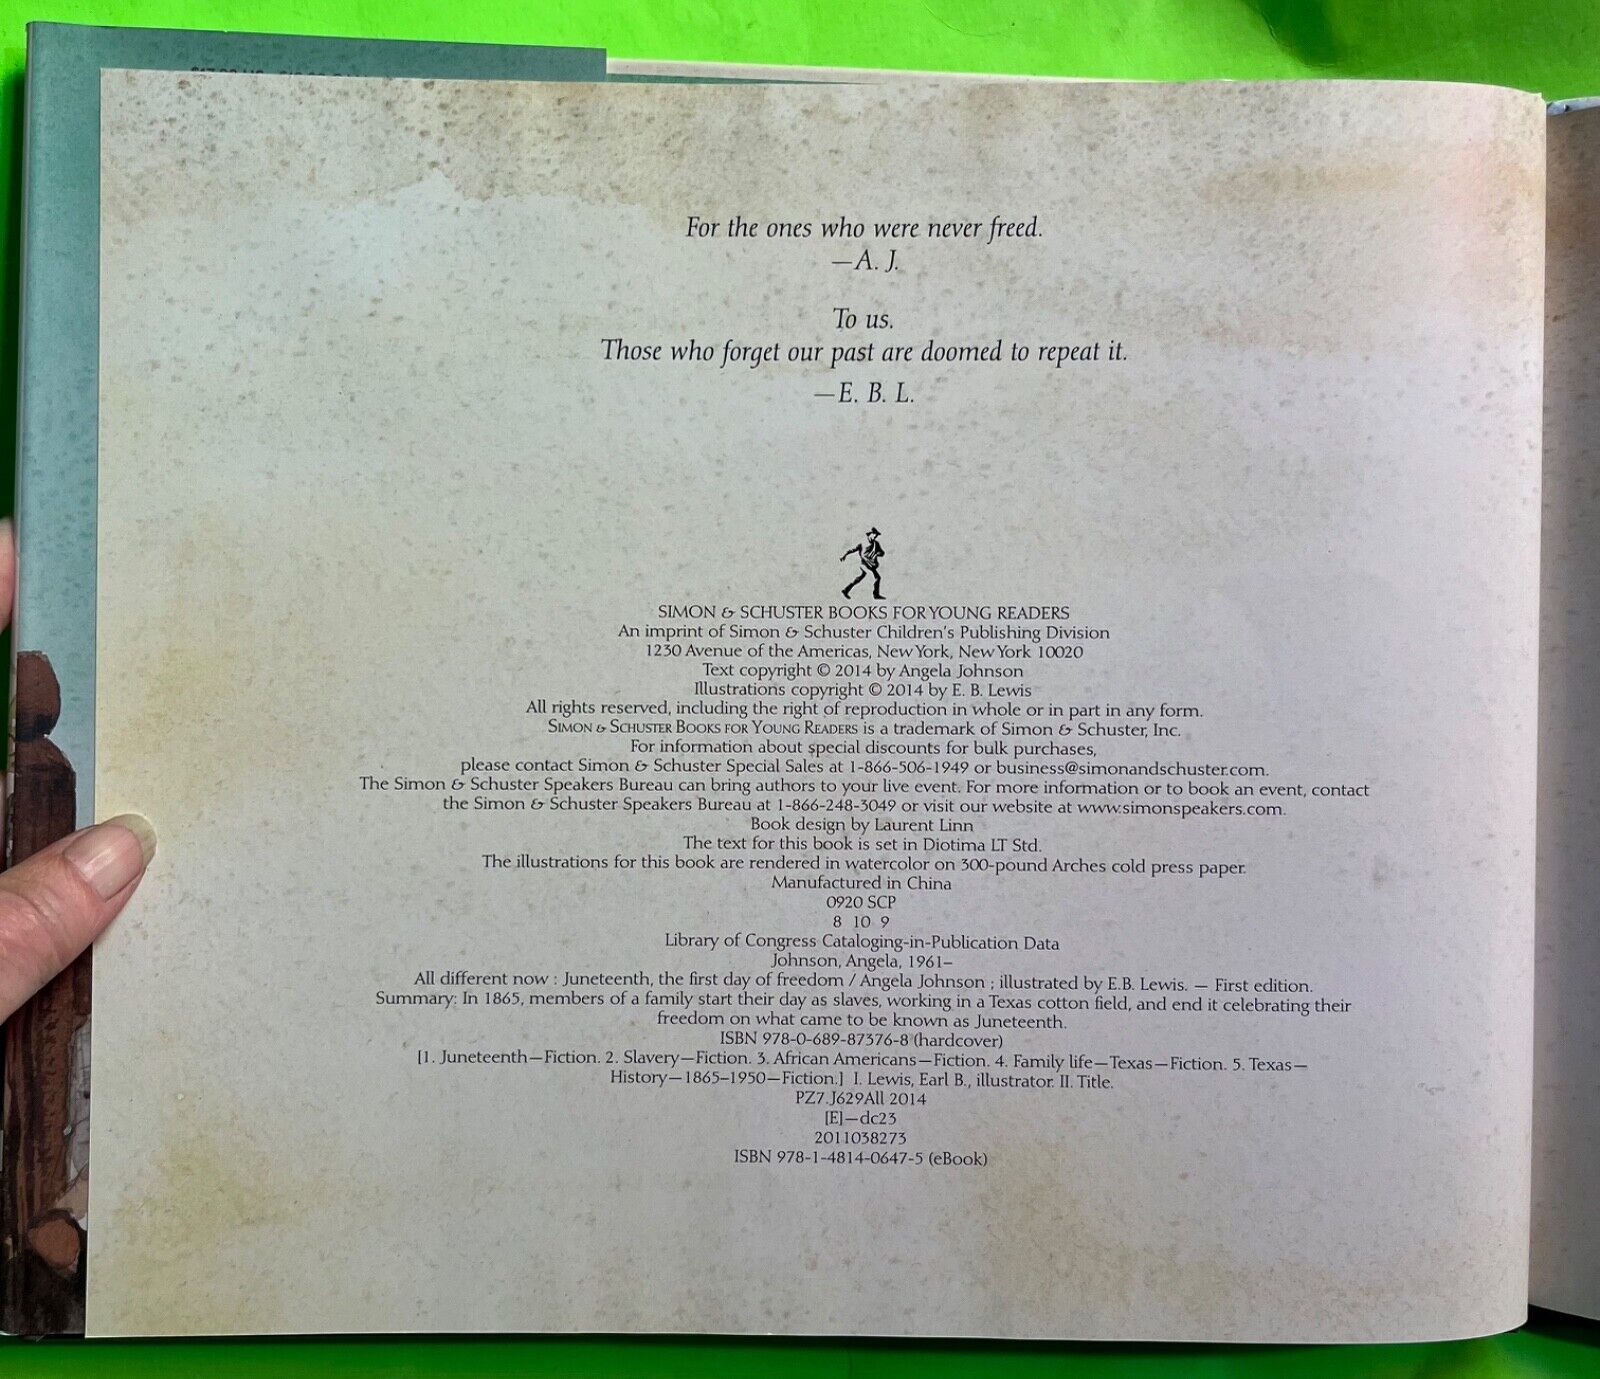 For the ones who were never freed.
—A. J.
To us.
Those who forget our past are doomed to repeat it.
—E. B. L.
SIMON & SCHUSTER BOOKS FOR YOUNG READERS
An imprint of Simon & Schuster Children's Publishing Division
1230 Avenue of the Americas, New York, New York 10020
Text copyright © 2014 by Angela Johnson
Illustrations copyright © 2014 by E. B. Lewis
All rights reserved, including the right of reproduction in whole or in part in any form.
SIMON & SCHUSTER BOOKS FOR YOUNG READERS is a trademark of Simon & Schuster, Inc.
For information about special discounts for bulk purchases,
please contact Simon & Schuster Special Sales at 1-866-506-1949 or business@simonandschuster.com.
The Simon & Schuster Speakers Bureau can bring authors to your live event. For more information or to book an event, contact
the Simon & Schuster Speakers Bureau at 1-866-248-3049 or visit our website at www.simonspeakers.com.
Book design by Laurent Linn
The text for this book is set in Diotima LT Std.
The illustrations for this book are rendered in watercolor on 300-pound Arches cold press paper.
Manufactured in China
0920 SCP
8 10 9
Library of Congress Cataloging-in-Publication Data
Johnson, Angela, 1961–
All different now : Juneteenth, the first day of freedom / Angela Johnson ; illustrated by E.B. Lewis. — First edition.
Summary: In 1865, members of a family start their day as slaves, working in a Texas cotton field, and end it celebrating their
freedom on what came to be known as Juneteenth.
ISBN 978-0-689-87376-8 (hardcover)
[1. Juneteenth—Fiction. 2. Slavery—Fiction. 3. African Americans—Fiction. 4. Family life—Texas—Fiction. 5. Texas—
History—1865–1950—Fiction.] I. Lewis, Earl B., illustrator. II. Title.
PZ7.J629All 2014
[E]—dc23
2011038273
ISBN 978-1-4814-0647-5 (eBook)